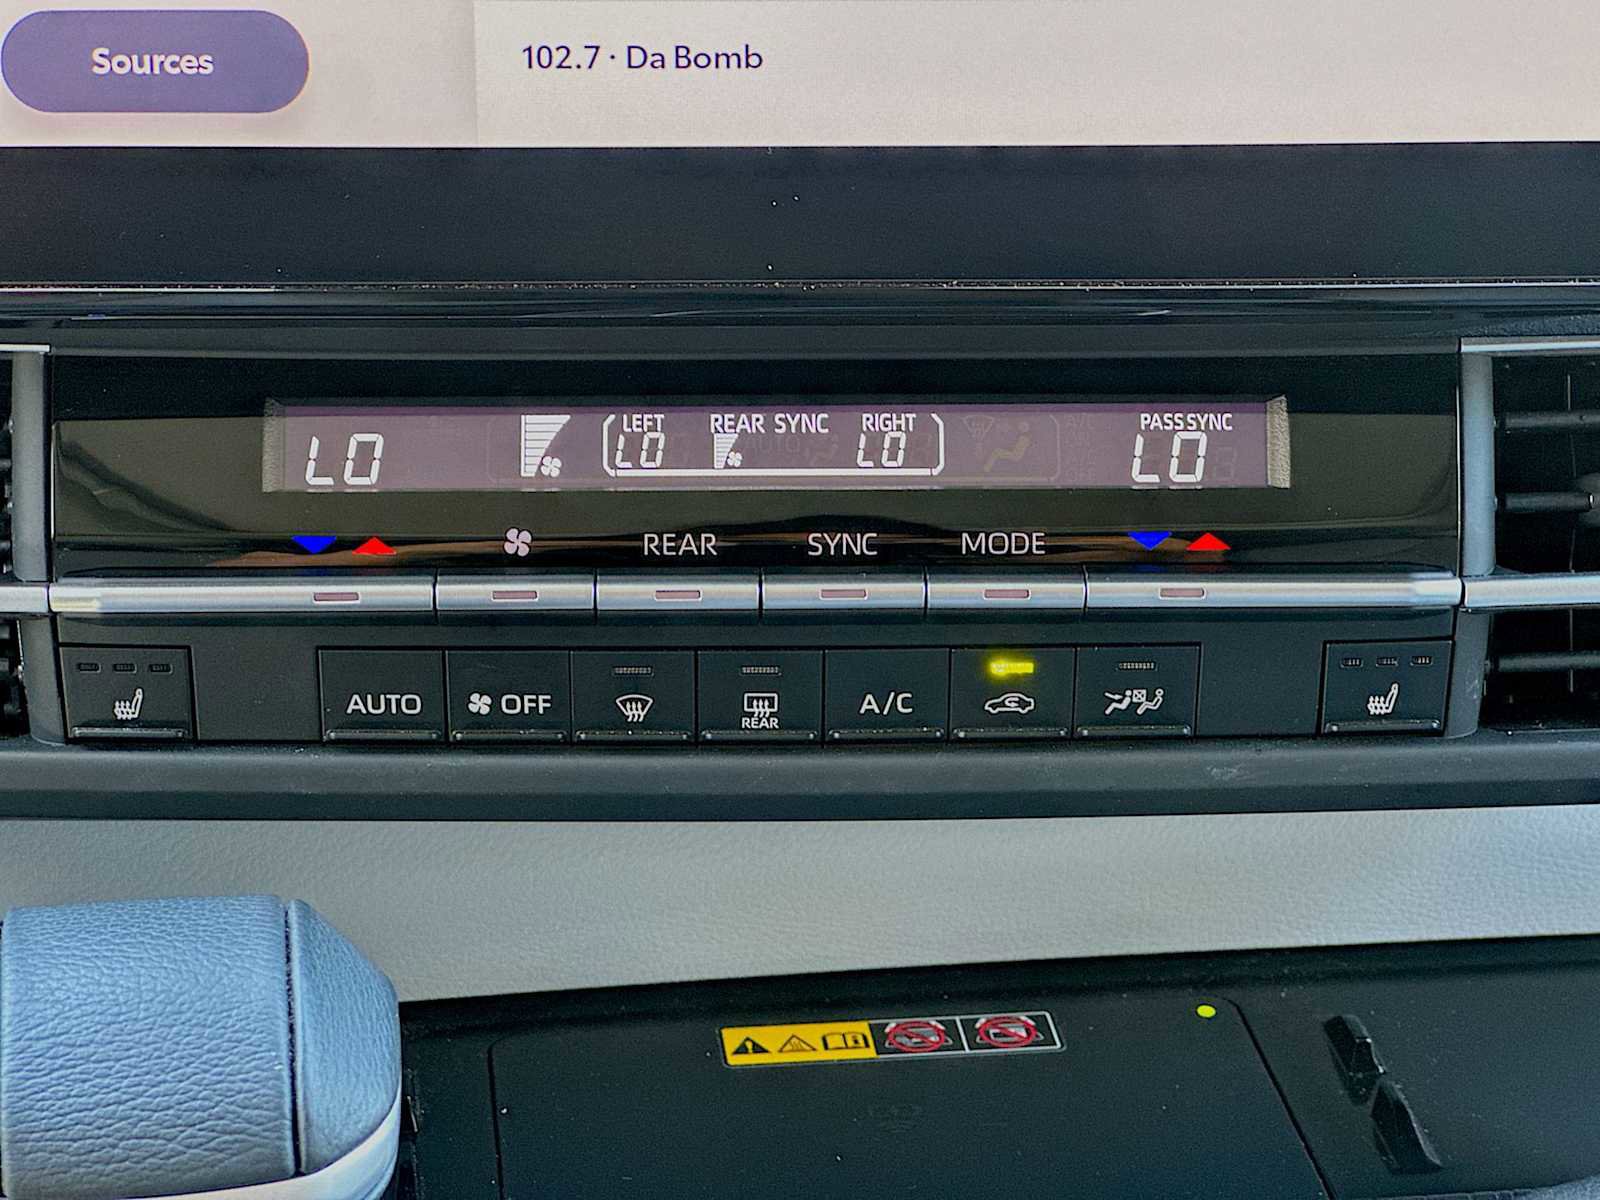 Sources
102.7 · Da Bomb
LEFT REAR SYNC RIGHT PASS SYNC
LO LO LO LO
REAR SYNC MODE
AUTO OFF REAR A/C